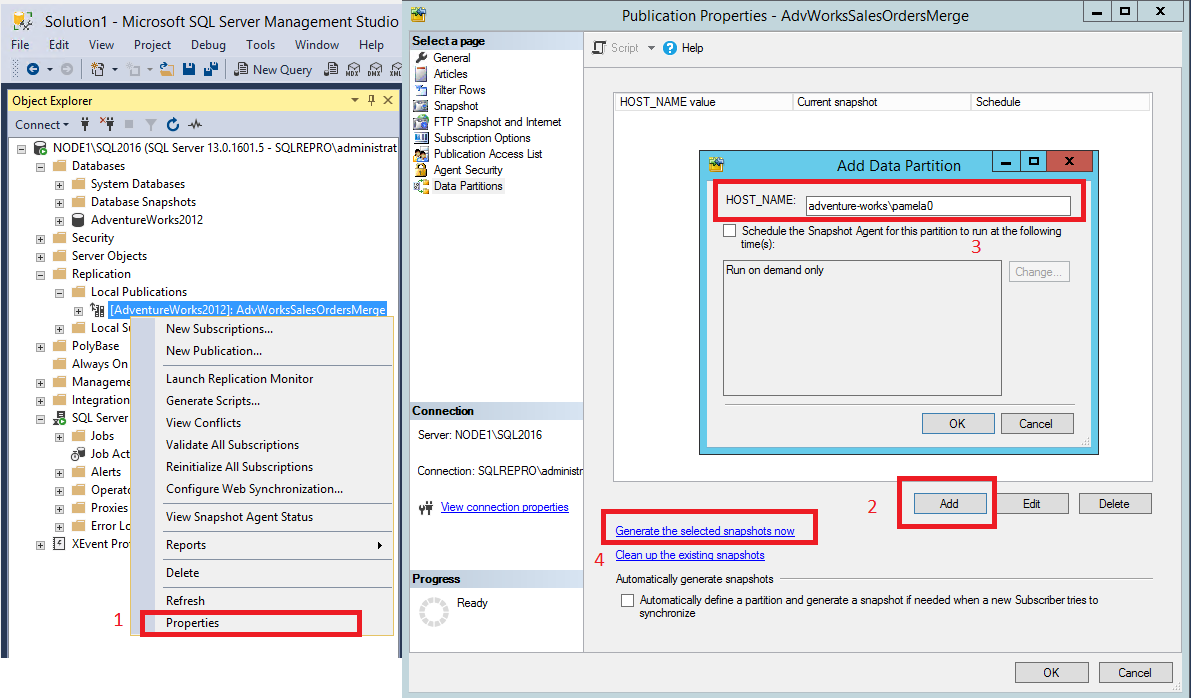 Solution1 - Microsoft SQL Server Management Studio
File Edit View Project Debug Tools Window Help
New Query
MDX DMX XML
Object Explorer
Connect
NODE1\SQL2016 (SQL Server 13.0.1601.5 - SQLREPRO\administrat
Databases
System Databases
Database Snapshots
AdventureWorks2012
Security
Server Objects
Replication
Local Publications
[AdventureWorks2012]: AdvWorksSalesOrdersMerge
Local S
PolyBase
Always On
Manageme
Integration
SQL Server
Jobs
Job Act
Alerts
Operato
Proxies
Error Lo
XEvent Prof
New Subscriptions...
New Publication...
Launch Replication Monitor
Generate Scripts...
View Conflicts
Validate All Subscriptions
Reinitialize All Subscriptions
Configure Web Synchronization...
View Snapshot Agent Status
Reports
Delete
Refresh
1
Properties
Publication Properties - AdvWorksSalesOrdersMerge
Select a page
General
Articles
Filter Rows
Snapshot
FTP Snapshot and Internet
Subscription Options
Publication Access List
Agent Security
Data Partitions
Connection
Server: NODE1\SQL2016
Connection: SQLREPRO\administr
View connection properties
Progress
Ready
Script Help
HOST_NAME value Current snapshot Schedule
Add Data Partition
HOST_NAME: adventure-works\pamela0
Schedule the Snapshot Agent for this partition to run at the following
time(s):
3
Run on demand only
Change...
OK Cancel
2
Add Edit Delete
Generate the selected snapshots now
4
Clean up the existing snapshots
Automatically generate snapshots
Automatically define a partition and generate a snapshot if needed when a new Subscriber tries to
synchronize
OK Cancel